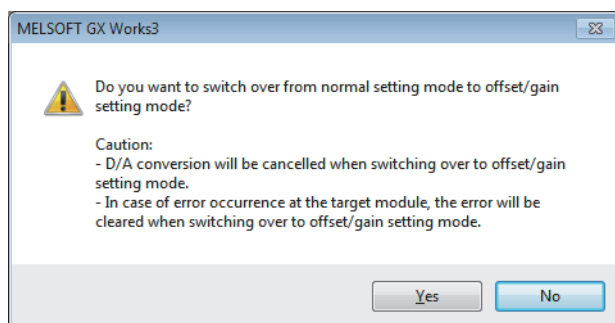 MELSOFT GX Works3
Do you want to switch over from normal setting mode to offset/gain
setting mode?
Caution:
- D/A conversion will be cancelled when switching over to offset/gain
setting mode.
- In case of error occurrence at the target module, the error will be
cleared when switching over to offset/gain setting mode.
Yes
No